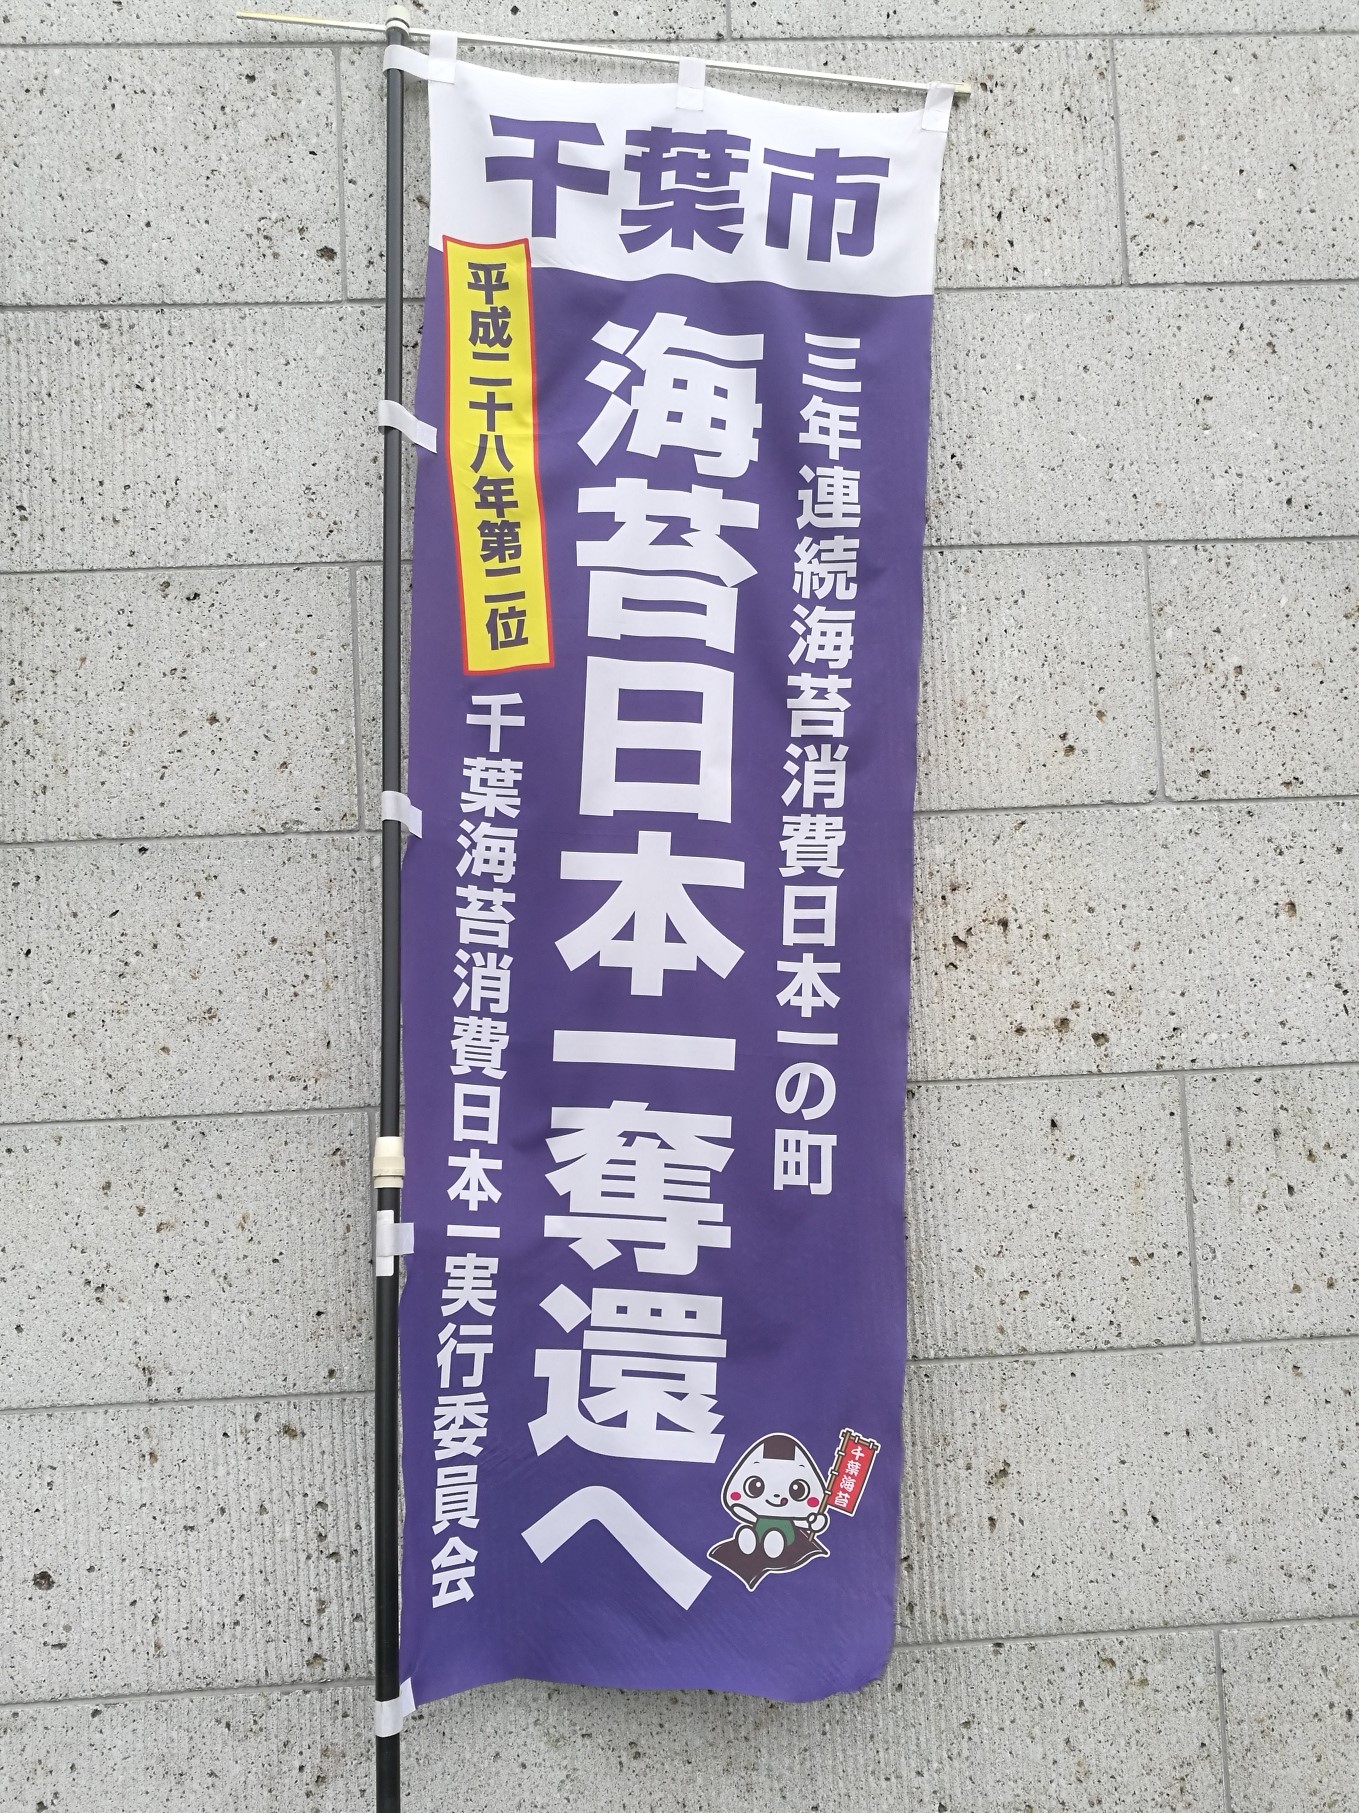 千葉市
三年連続海苔消費日本一の町
海苔日本一奪還へ
平成二十八年第二位
千葉海苔消費日本一実行委員会
千葉海苔